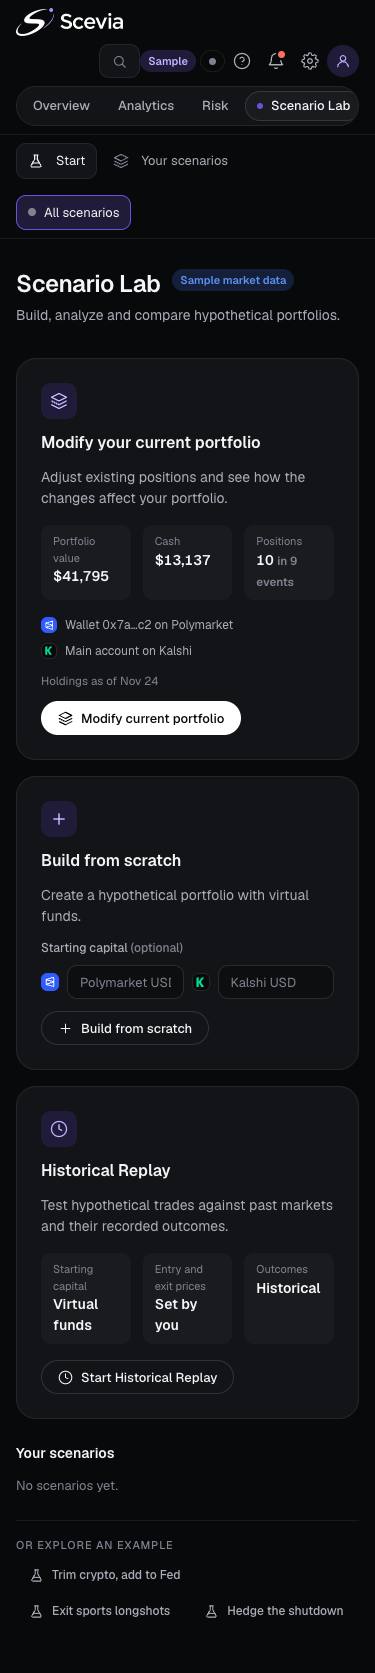 Scevia
Sample
Overview Analytics Risk Scenario Lab
Start Your scenarios
All scenarios
Scenario Lab Sample market data
Build, analyze and compare hypothetical portfolios.
Modify your current portfolio
Adjust existing positions and see how the
changes affect your portfolio.
Portfolio
value
$41,795
Cash
$13,137
Positions
10 in 9
events
Wallet 0x7a…c2 on Polymarket
K Main account on Kalshi
Holdings as of Nov 24
Modify current portfolio
Build from scratch
Create a hypothetical portfolio with virtual
funds.
Starting capital (optional)
Polymarket USD K Kalshi USD
Build from scratch
Historical Replay
Test hypothetical trades against past markets
and their recorded outcomes.
Starting
capital
Virtual
funds
Entry and
exit prices
Set by
you
Outcomes
Historical
Start Historical Replay
Your scenarios
No scenarios yet.
OR EXPLORE AN EXAMPLE
Trim crypto, add to Fed
Exit sports longshots Hedge the shutdown